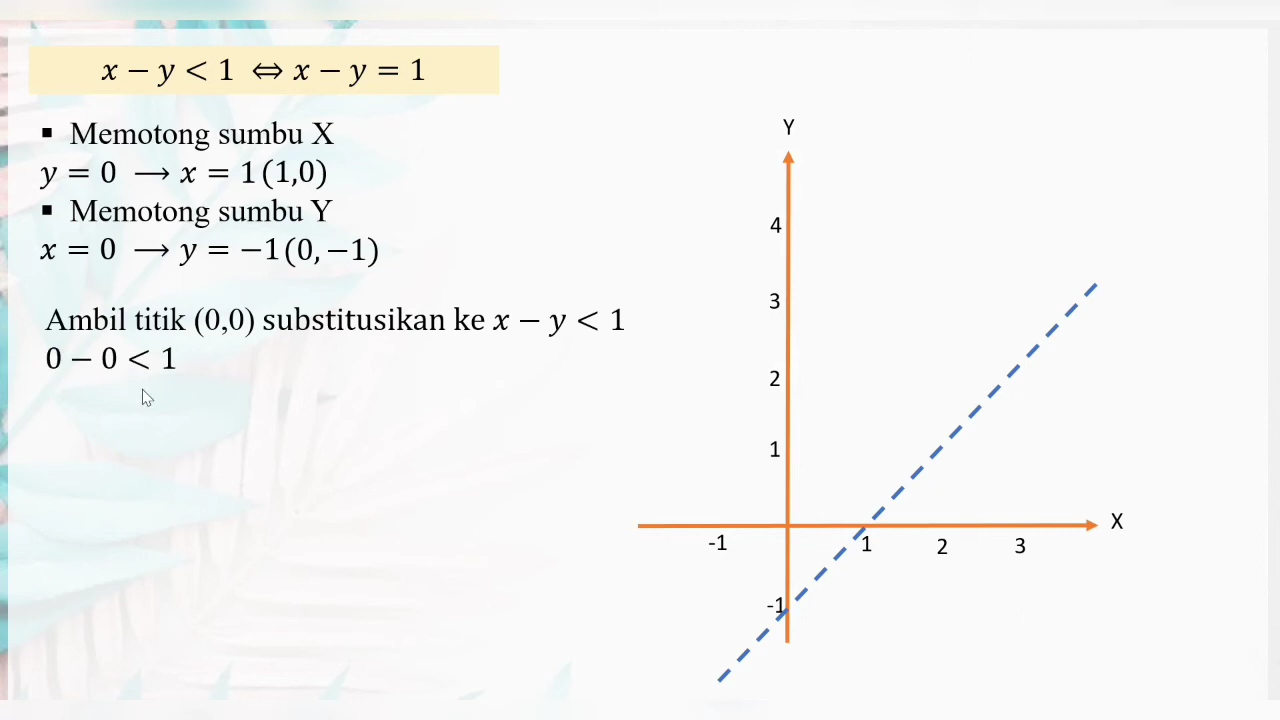 x − y < 1 ⇔ x − y = 1
▪ Memotong sumbu X
y = 0 ⟶ x = 1 (1,0)
▪ Memotong sumbu Y
x = 0 ⟶ y = −1 (0, −1)
Ambil titik (0,0) substitusikan ke x − y < 1
0 − 0 < 1
Y
4
3
2
1
X
-1
1
2
3
-1